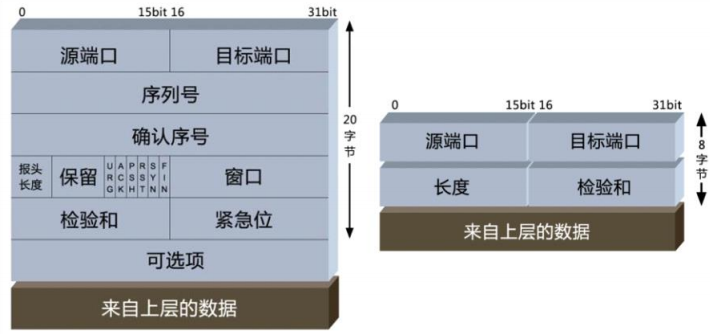 0 15bit 16 31bit
源端口 目标端口
序列号
确认序号
报头长度 保留 URG ACK PSH RST SYN FIN 窗口
检验和 紧急位
可选项
来自上层的数据
20字节
0 15bit 16 31bit
源端口 目标端口
长度 检验和
来自上层的数据
8字节